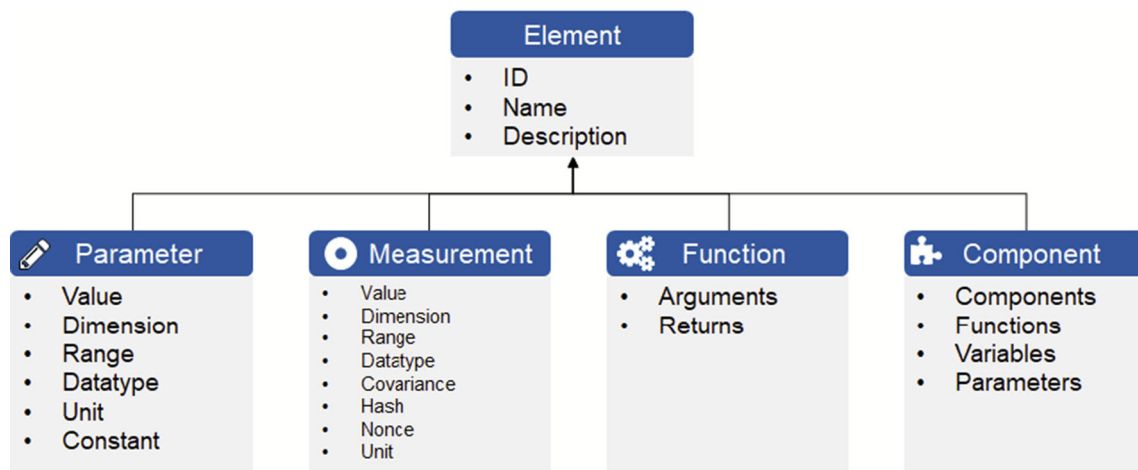 Element
• ID
• Name
• Description
Parameter
• Value
• Dimension
• Range
• Datatype
• Unit
• Constant
Measurement
• Value
• Dimension
• Range
• Datatype
• Covariance
• Hash
• Nonce
• Unit
Function
• Arguments
• Returns
Component
• Components
• Functions
• Variables
• Parameters